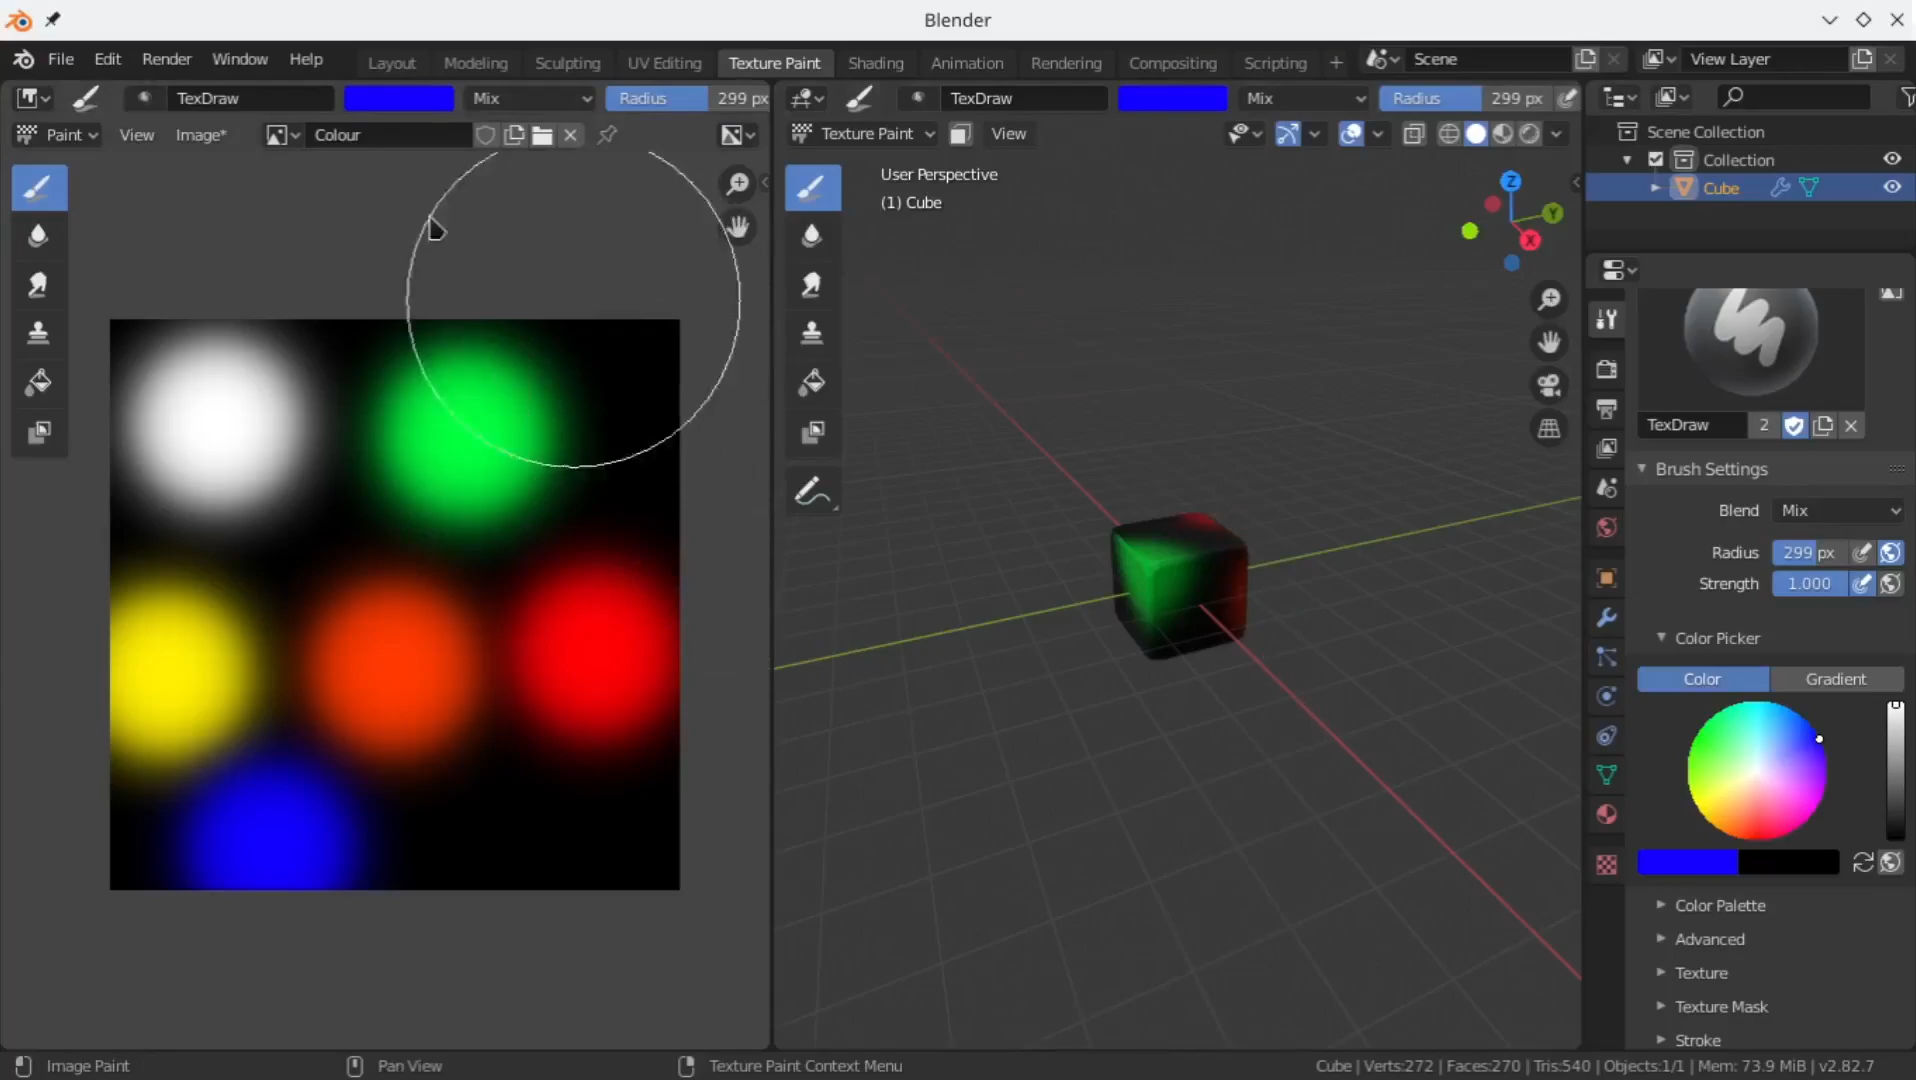 Blender
File Edit Render Window Help Layout Modeling Sculpting UV Editing Texture Paint Shading Animation Rendering Compositing Scripting + Scene View Layer
TexDraw Mix Radius 299 px TexDraw Mix Radius 299 px
Paint View Image* Colour Texture Paint View
Scene Collection
Collection
Cube
User Perspective
(1) Cube
Z
Y
X
TexDraw 2
Brush Settings
Blend Mix
Radius 299 px
Strength 1.000
Color Picker
Color Gradient
Color Palette
Advanced
Texture
Texture Mask
Stroke
Image Paint Pan View Texture Paint Context Menu Cube | Verts:272 | Faces:270 | Tris:540 | Objects:1/1 | Mem: 73.9 MiB | v2.82.7